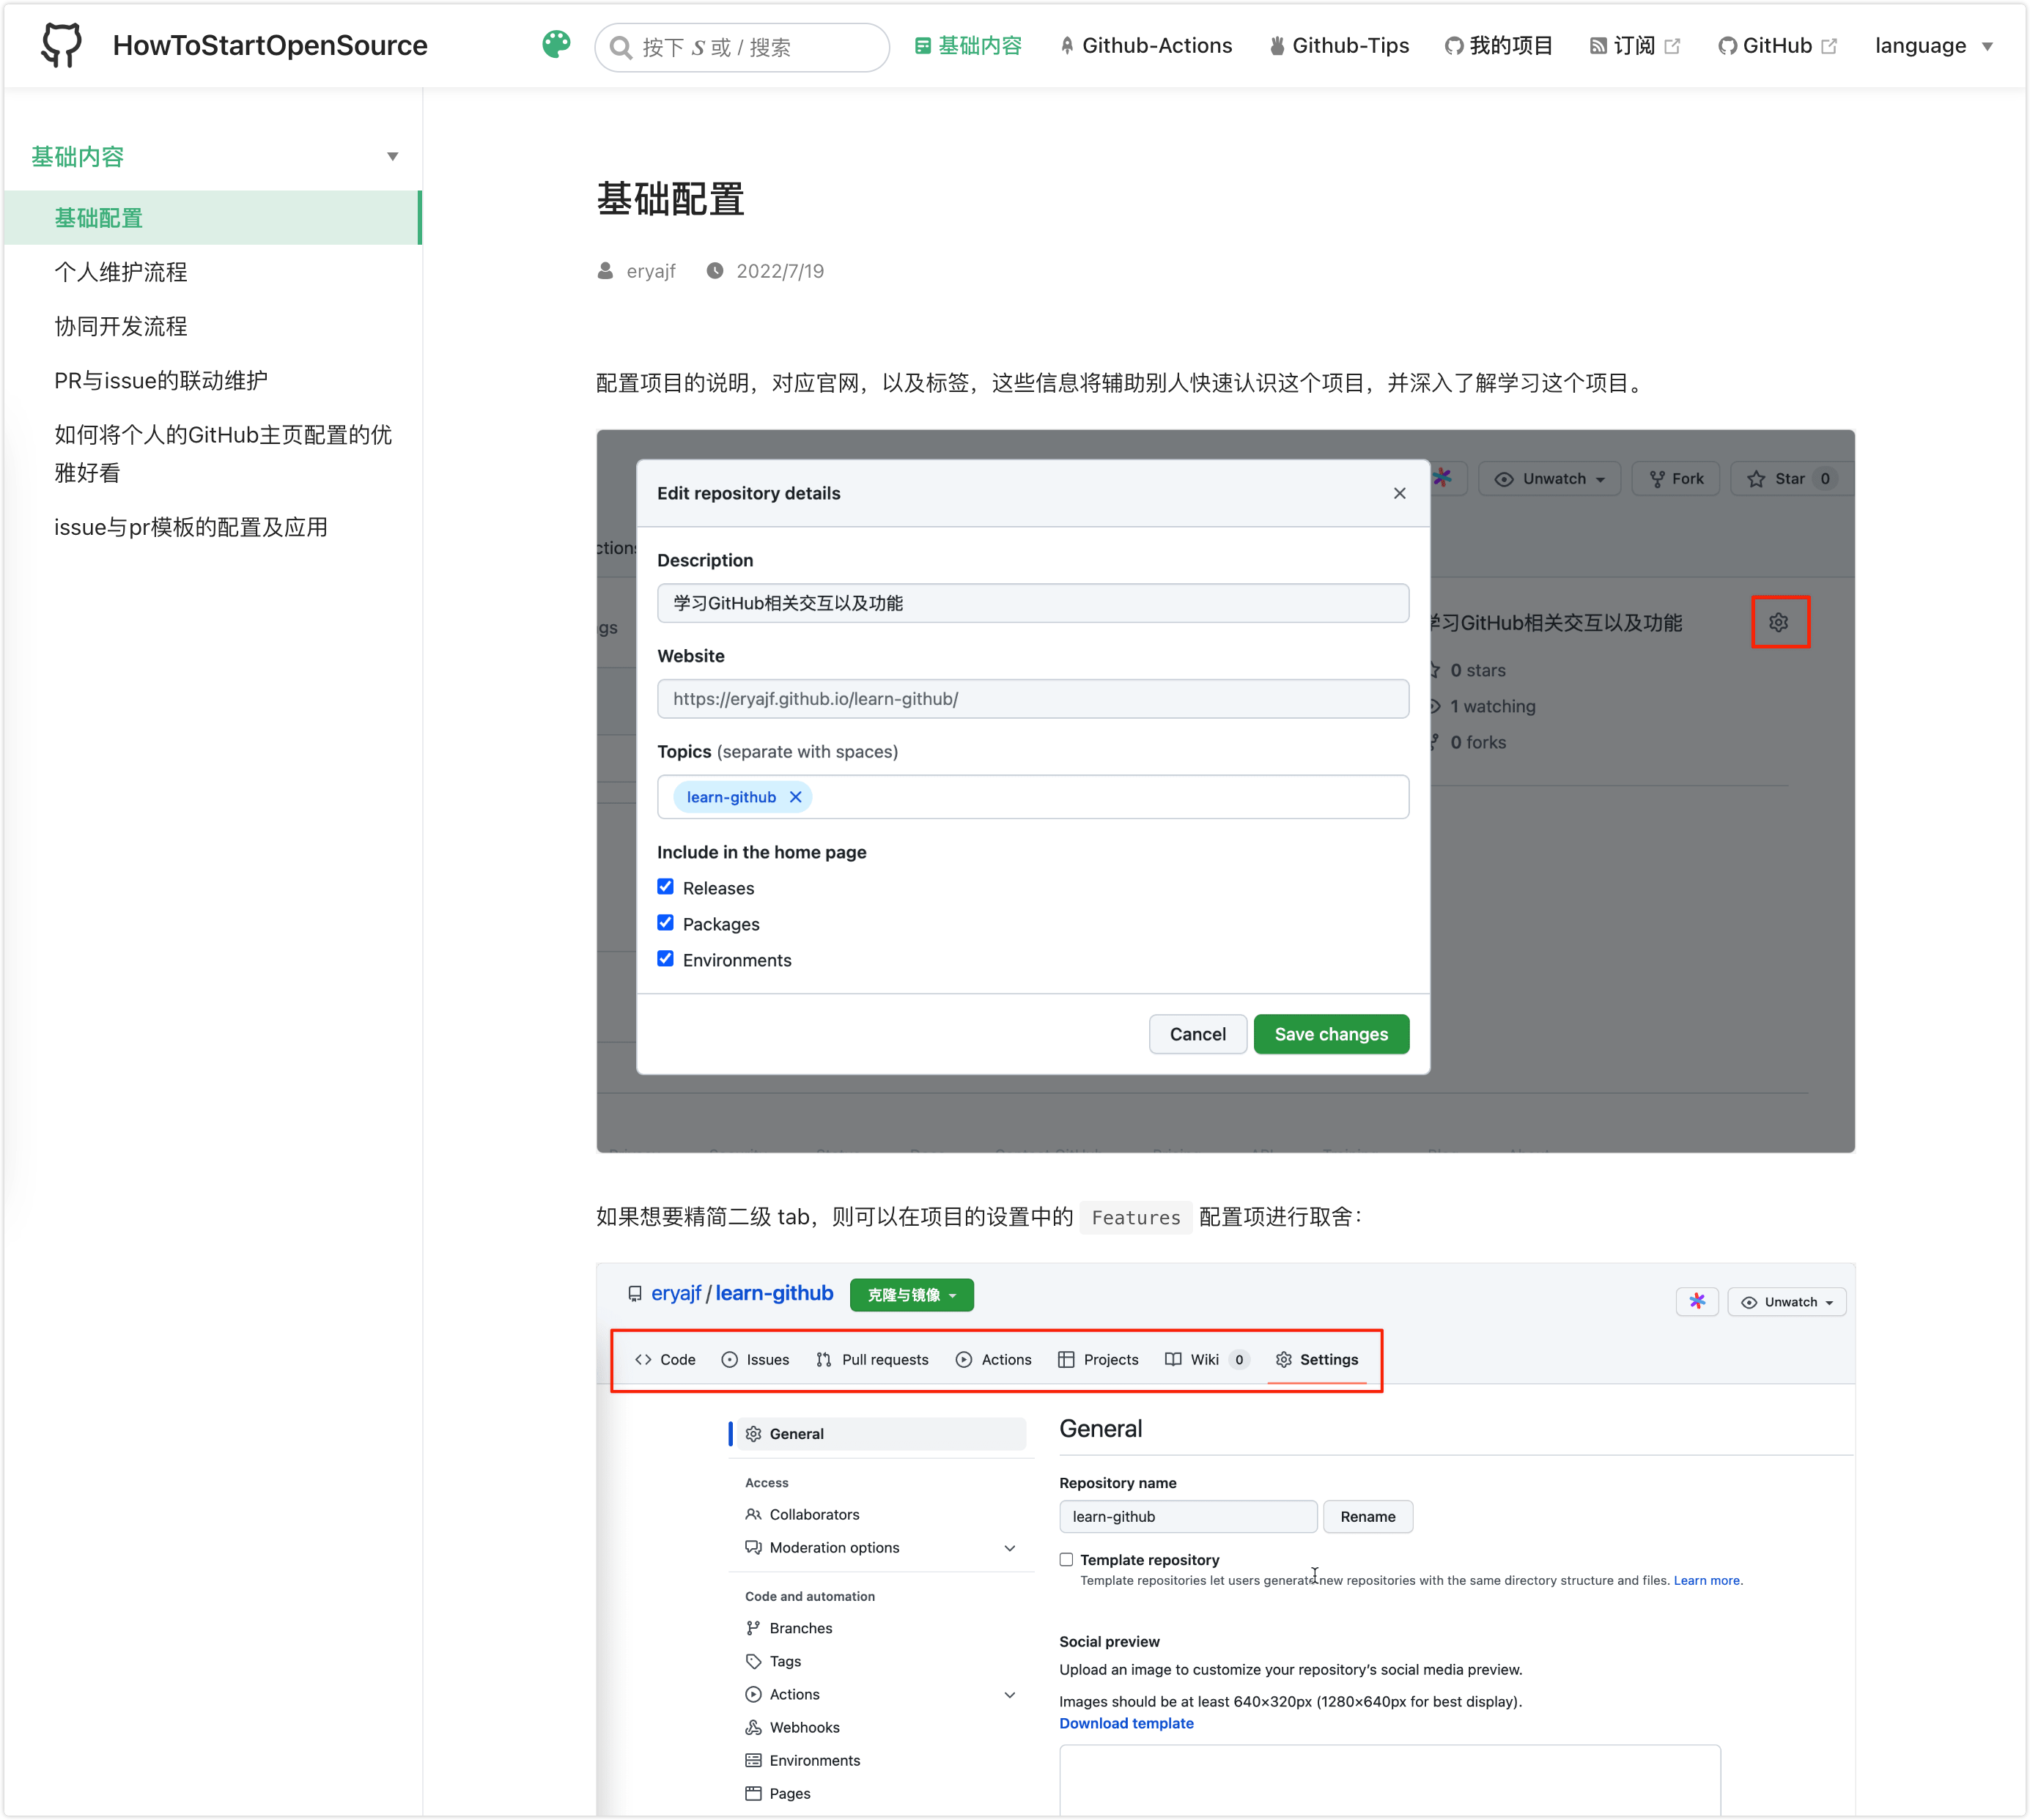 HowToStartOpenSource
按下 S 或 / 搜索
基础内容
Github-Actions
Github-Tips
我的项目
订阅
GitHub
language
基础内容
基础配置
个人维护流程
协同开发流程
PR与issue的联动维护
如何将个人的GitHub主页配置的优
雅好看
issue与pr模板的配置及应用
基础配置
eryajf
2022/7/19
配置项目的说明，对应官网，以及标签，这些信息将辅助别人快速认识这个项目，并深入了解学习这个项目。
Edit repository details
Unwatch
Fork
Star 0
Description
学习GitHub相关交互以及功能
学习GitHub相关交互以及功能
Website
https://eryajf.github.io/learn-github/
0 stars
1 watching
0 forks
Topics (separate with spaces)
learn-github
Include in the home page
Releases
Packages
Environments
Cancel
Save changes
如果想要精简二级 tab，则可以在项目的设置中的 Features 配置项进行取舍：
eryajf / learn-github
克隆与镜像
Unwatch
Code
Issues
Pull requests
Actions
Projects
Wiki 0
Settings
General
Access
Collaborators
Moderation options
Code and automation
Branches
Tags
Actions
Webhooks
Environments
Pages
General
Repository name
learn-github
Rename
Template repository
Template repositories let users generate new repositories with the same directory structure and files. Learn more.
Social preview
Upload an image to customize your repository's social media preview.
Images should be at least 640×320px (1280×640px for best display).
Download template